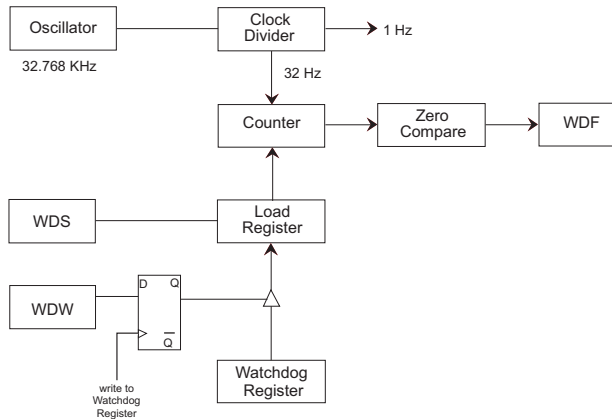 Oscillator
Clock
Divider
1 Hz
32.768 KHz
32 Hz
Counter
Zero
Compare
WDF
WDS
Load
Register
D
Q
WDW
Q
Watchdog
Register
write to
Watchdog
Register